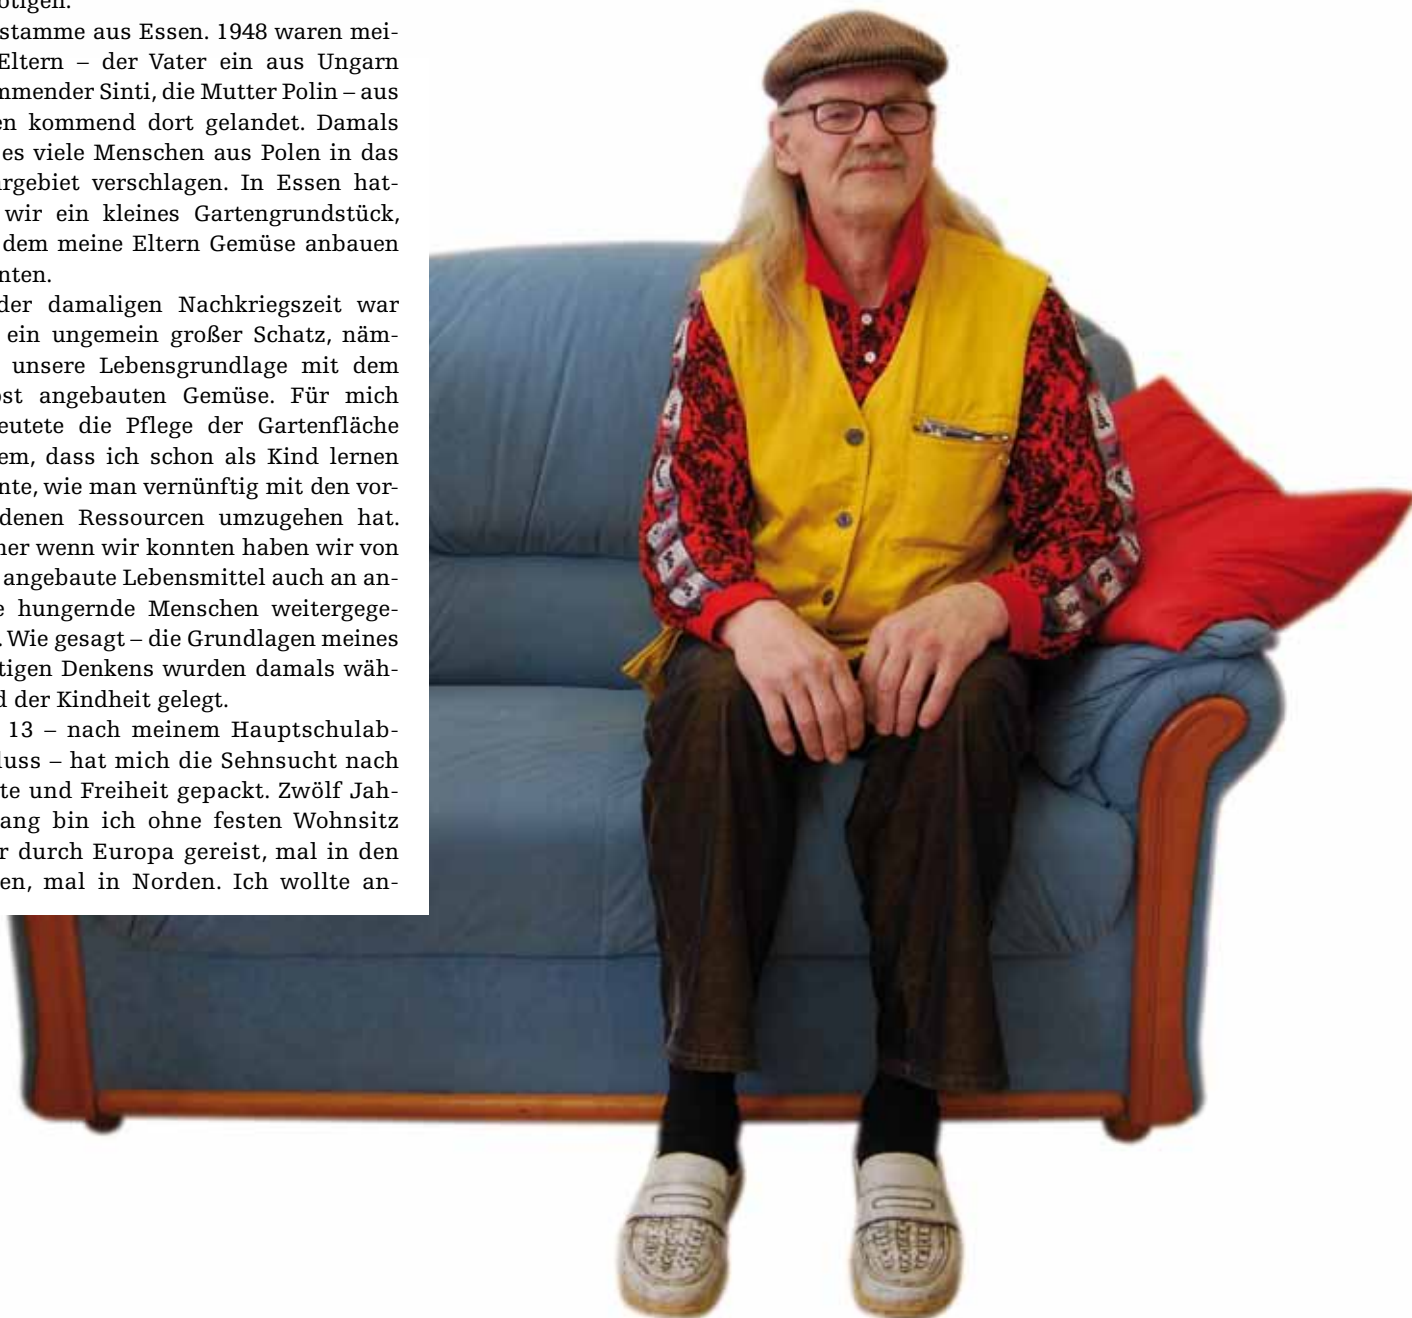 ötigen.
stamme aus Essen. 1948 waren mei-
Eltern – der Vater ein aus Ungarn
mmender Sinti, die Mutter Polin – aus
en kommend dort gelandet. Damals
es viele Menschen aus Polen in das
rgebiet verschlagen. In Essen hat-
wir ein kleines Gartengrundstück,
dem meine Eltern Gemüse anbauen
nten.
der damaligen Nachkriegszeit war
ein ungemein großer Schatz, näm-
unsere Lebensgrundlage mit dem
ost angebauten Gemüse. Für mich
eutete die Pflege der Gartenfläche
em, dass ich schon als Kind lernen
nte, wie man vernünftig mit den vor-
denen Ressourcen umzugehen hat.
ner wenn wir konnten haben wir von
angebaute Lebensmittel auch an an-
e hungernde Menschen weitergege-
. Wie gesagt – die Grundlagen meines
tigen Denkens wurden damals wäh-
d der Kindheit gelegt.
13 – nach meinem Hauptschulab-
luss – hat mich die Sehnsucht nach
te und Freiheit gepackt. Zwölf Jah-
ang bin ich ohne festen Wohnsitz
r durch Europa gereist, mal in den
en, mal in Norden. Ich wollte an-